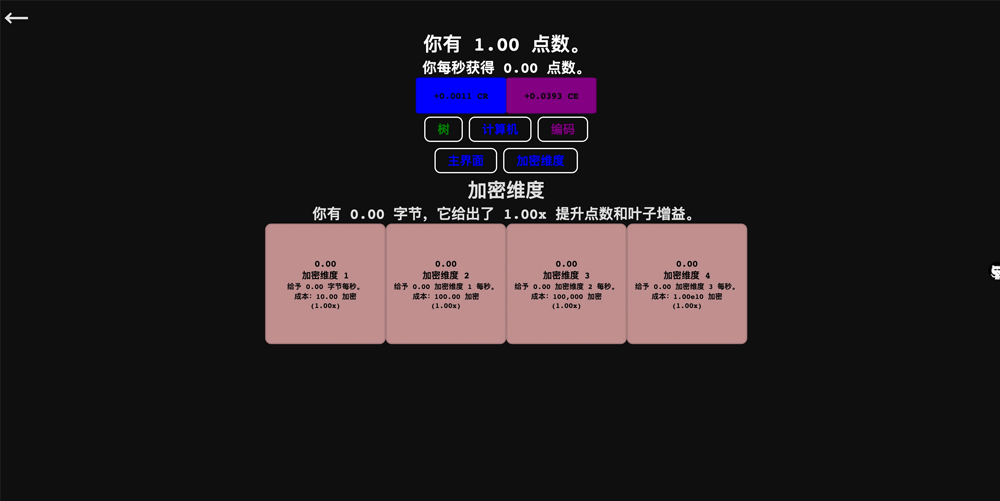 ←
你有 1.00 点数。
你每秒获得 0.00 点数。
+0.0011 CE +0.0393 CE
树 计算机 编码
主界面 加密维度
加密维度
你有 0.00 字节, 它给出了 1.00x 提升点数和叶子增益。
0.00
加密维度 1
给予 0.00 字节每秒。
成本: 10.00 加密
(1.00x)
0.00
加密维度 2
给予 0.00 加密维度 1 每秒。
成本: 100.00 加密
(1.00x)
0.00
加密维度 3
给予 0.00 加密维度 2 每秒。
成本: 100,000 加密
(1.00x)
0.00
加密维度 4
给予 0.00 加密维度 3 每秒。
成本: 1.00e10 加密
(1.00x)